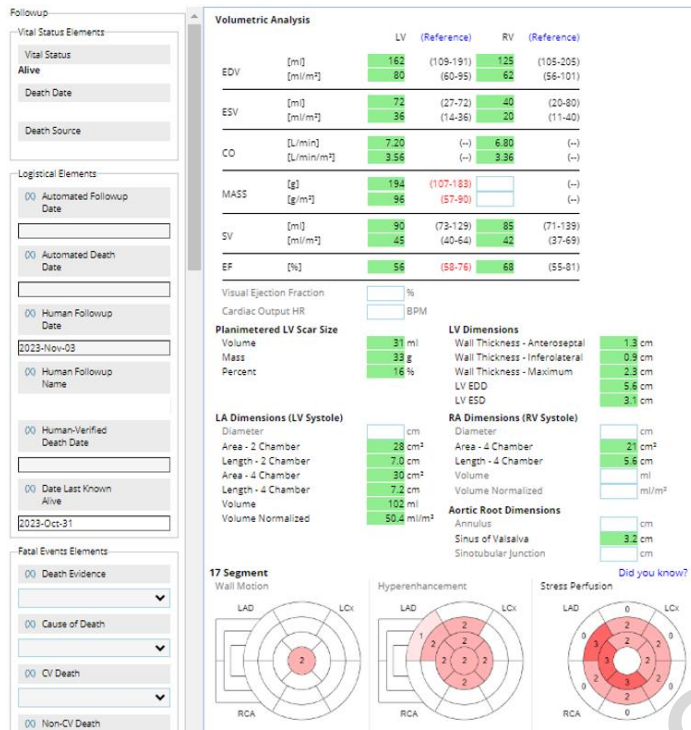 Followup
Vital Status Elements
Vital Status
Alive
Death Date
Death Source
Logistical Elements
(X) Automated Followup Date
(X) Automated Death Date
(X) Human Followup Date
2023-Nov-03
(X) Human Followup Name
(X) Human-Verified Death Date
(X) Date Last Known Alive
2023-Oct-31
Fatal Events Elements
(X) Death Evidence
(X) Cause of Death
(X) CV Death
(X) Non-CV Death
Volumetric Analysis
LV (Reference) RV (Reference)
EDV [ml] 162 (109-191) 125 (105-205)
[ml/m²] 80 (60-95) 62 (56-101)
ESV [ml] 72 (27-72) 40 (20-80)
[ml/m²] 36 (14-36) 20 (11-40)
CO [L/min] 7.20 (--) 6.80 (--)
[L/min/m²] 3.56 (--) 3.36 (--)
MASS [g] 194 (107-183) (--)
[g/m²] 96 (57-90) (--)
SV [ml] 90 (73-129) 85 (71-139)
[ml/m²] 45 (40-64) 42 (37-69)
EF [%] 56 (58-76) 68 (55-81)
Visual Ejection Fraction %
Cardiac Output HR BPM
Planimetered LV Scar Size
Volume 31 ml
Mass 33 g
Percent 16 %
LV Dimensions
Wall Thickness - Anteroseptal 1.3 cm
Wall Thickness - Inferolateral 0.9 cm
Wall Thickness - Maximum 2.3 cm
LV EDD 5.6 cm
LV ESD 3.1 cm
LA Dimensions (LV Systole)
Diameter cm
Area - 2 Chamber 28 cm²
Length - 2 Chamber 7.0 cm
Area - 4 Chamber 30 cm²
Length - 4 Chamber 7.2 cm
Volume 102 ml
Volume Normalized 50.4 ml/m²
RA Dimensions (RV Systole)
Diameter cm
Area - 4 Chamber 21 cm²
Length - 4 Chamber 5.6 cm
Volume ml
Volume Normalized ml/m²
Aortic Root Dimensions
Annulus cm
Sinus of Valsalva 3.2 cm
Sinotubular Junction cm
17 Segment Did you know?
Wall Motion
LAD LCx
2
RCA
Hyperenhancement
LAD LCx
2
1 2
2 2 2 2
2
RCA
Stress Perfusion
LAD LCx
0
2
0 3 2 0
3 2
0 2 3 2 0
2
0
RCA